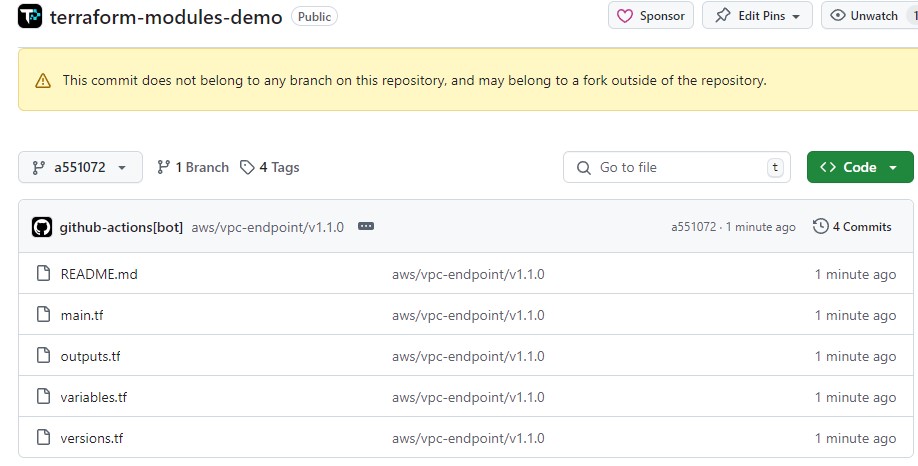 terraform-modules-demo Public Sponsor Edit Pins Unwatch 1
This commit does not belong to any branch on this repository, and may belong to a fork outside of the repository.
a551072 1 Branch 4 Tags Go to file t Code
github-actions[bot] aws/vpc-endpoint/v1.1.0 a551072 · 1 minute ago 4 Commits
README.md aws/vpc-endpoint/v1.1.0 1 minute ago
main.tf aws/vpc-endpoint/v1.1.0 1 minute ago
outputs.tf aws/vpc-endpoint/v1.1.0 1 minute ago
variables.tf aws/vpc-endpoint/v1.1.0 1 minute ago
versions.tf aws/vpc-endpoint/v1.1.0 1 minute ago